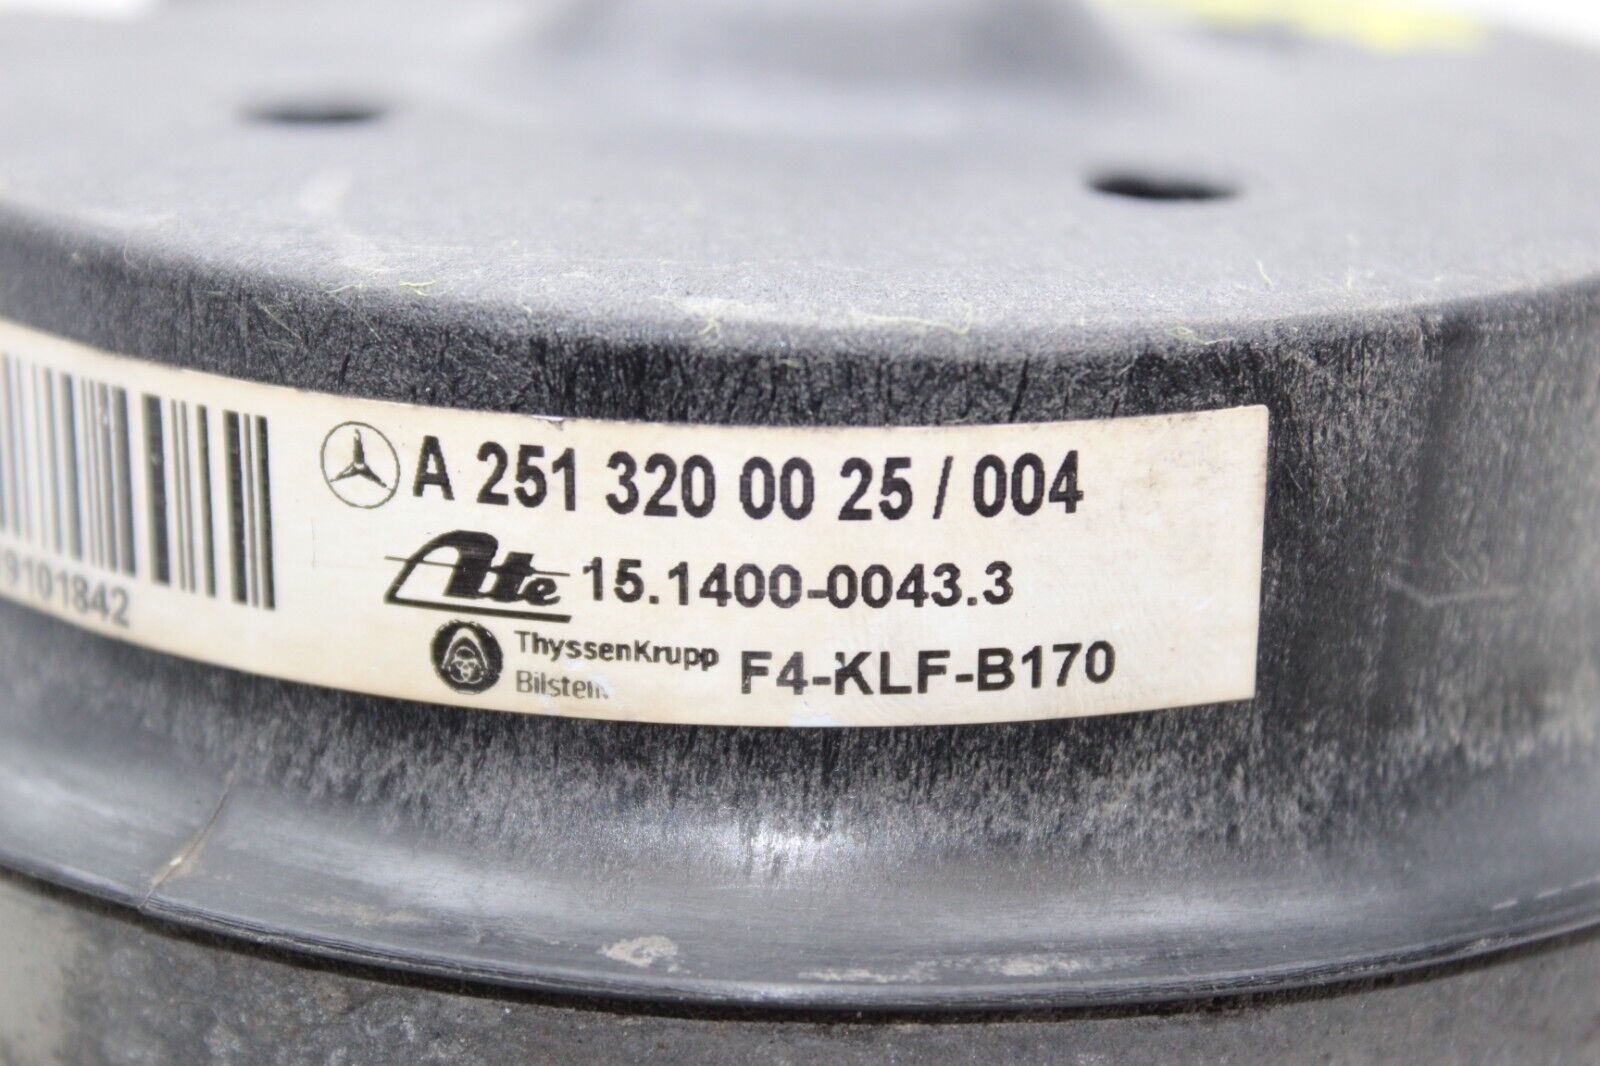 A 251 320 00 25 / 004
Ate 15.1400-0043.3
ThyssenKrupp
Bilstein F4-KLF-B170
9101842